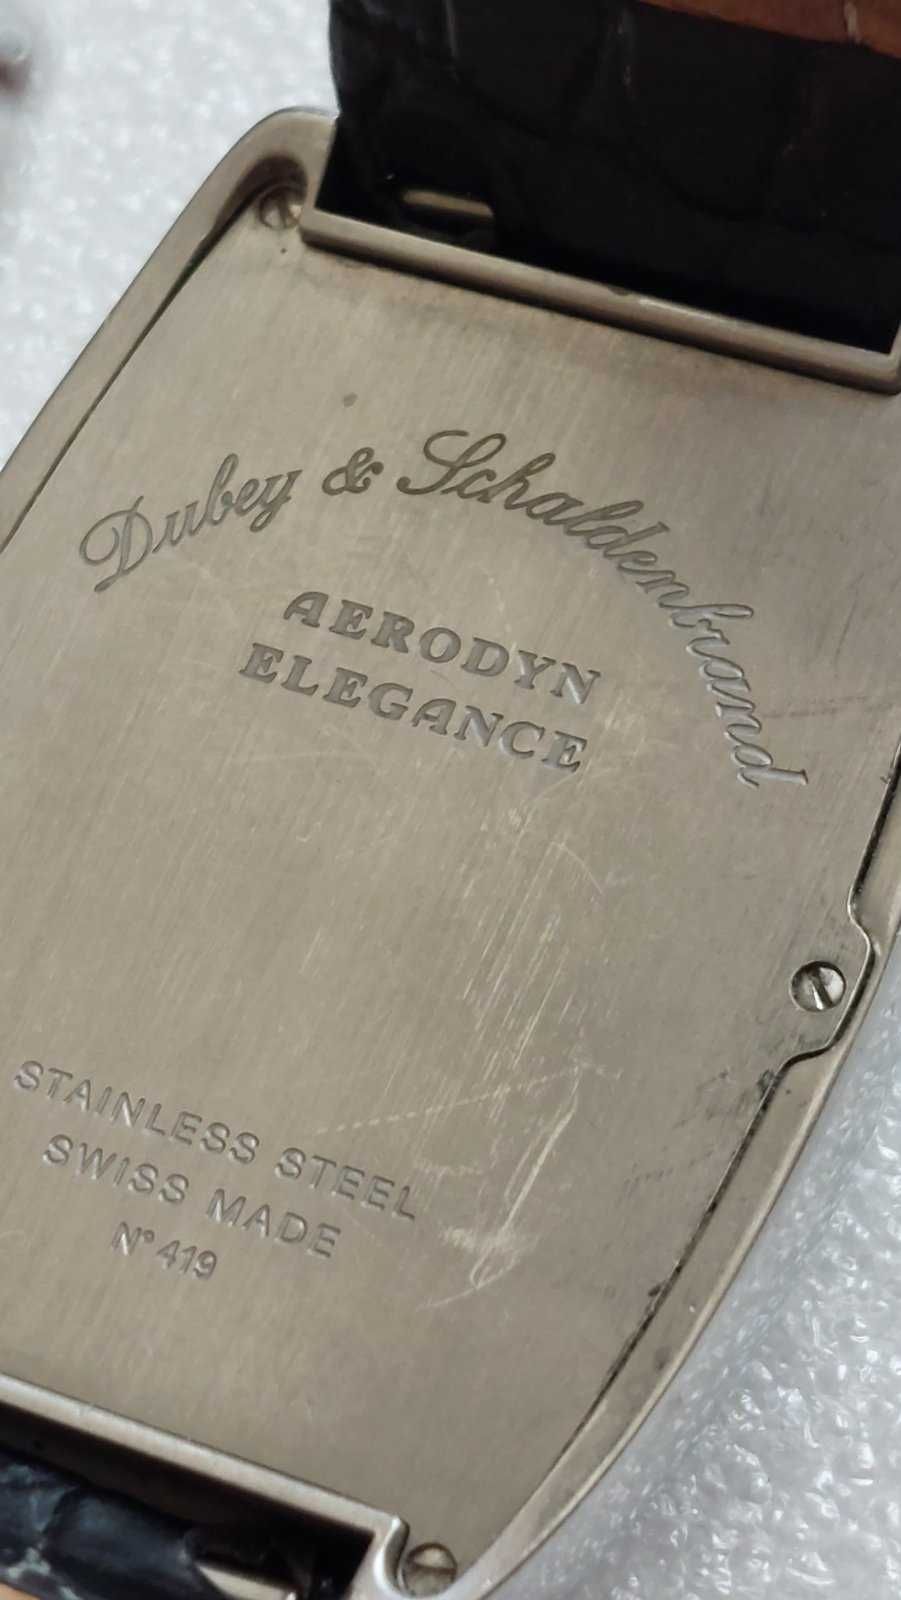 Dubey & Schaldenbrand
AERODYN
ELEGANCE
STAINLESS STEEL
SWISS MADE
N° 419